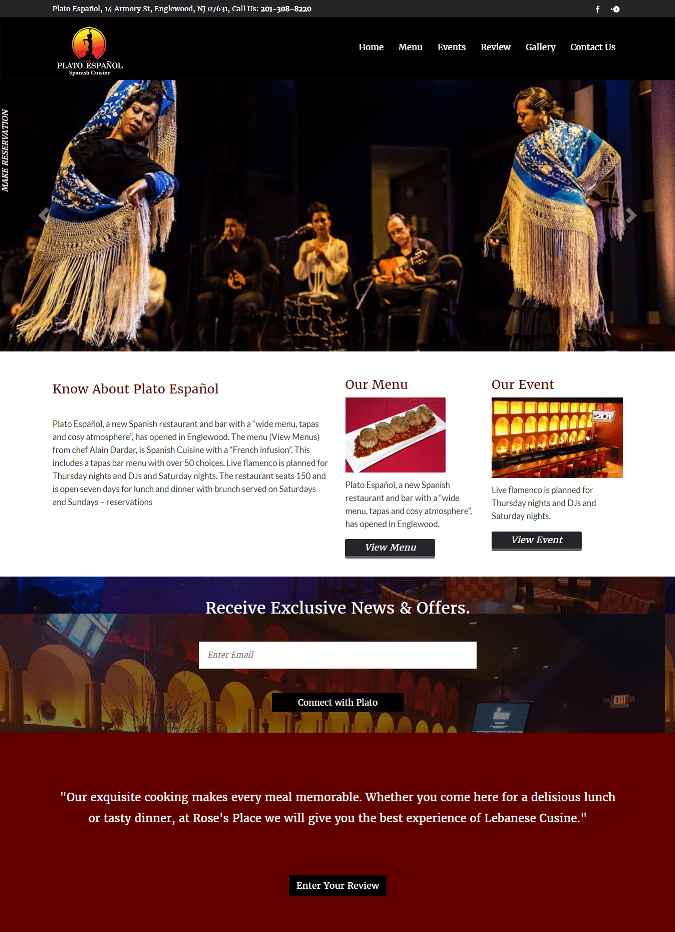 Plato Español, 14 Armory St, Englewood, NJ 07631, Call Us: 201-308-8220
PLATO ESPAÑOL
Spanish Cuisine
Home Menu Events Review Gallery Contact Us
MAKE RESERVATION
Know About Plato Español
Plato Español, a new Spanish restaurant and bar with a “wide menu, tapas
and cosy atmosphere”, has opened in Englewood. The menu (View Menus)
from chef Alain Dardar, is Spanish Cuisine with a “French infusion”. This
includes a tapas bar menu with over 50 choices. Live flamenco is planned for
Thursday nights and DJs and Saturday nights. The restaurant seats 150 and
is open seven days for lunch and dinner with brunch served on Saturdays
and Sundays – reservations
Our Menu
Plato Español, a new Spanish
restaurant and bar with a “wide
menu, tapas and cosy atmosphere”,
has opened in Englewood.
View Menu
Our Event
Live flamenco is planned for
Thursday nights and DJs and
Saturday nights.
View Event
Receive Exclusive News & Offers.
Enter Email
EXIT
Connect with Plato
"Our exquisite cooking makes every meal memorable. Whether you come here for a delisious lunch
or tasty dinner, at Rose's Place we will give you the best experience of Lebanese Cusine."
Enter Your Review